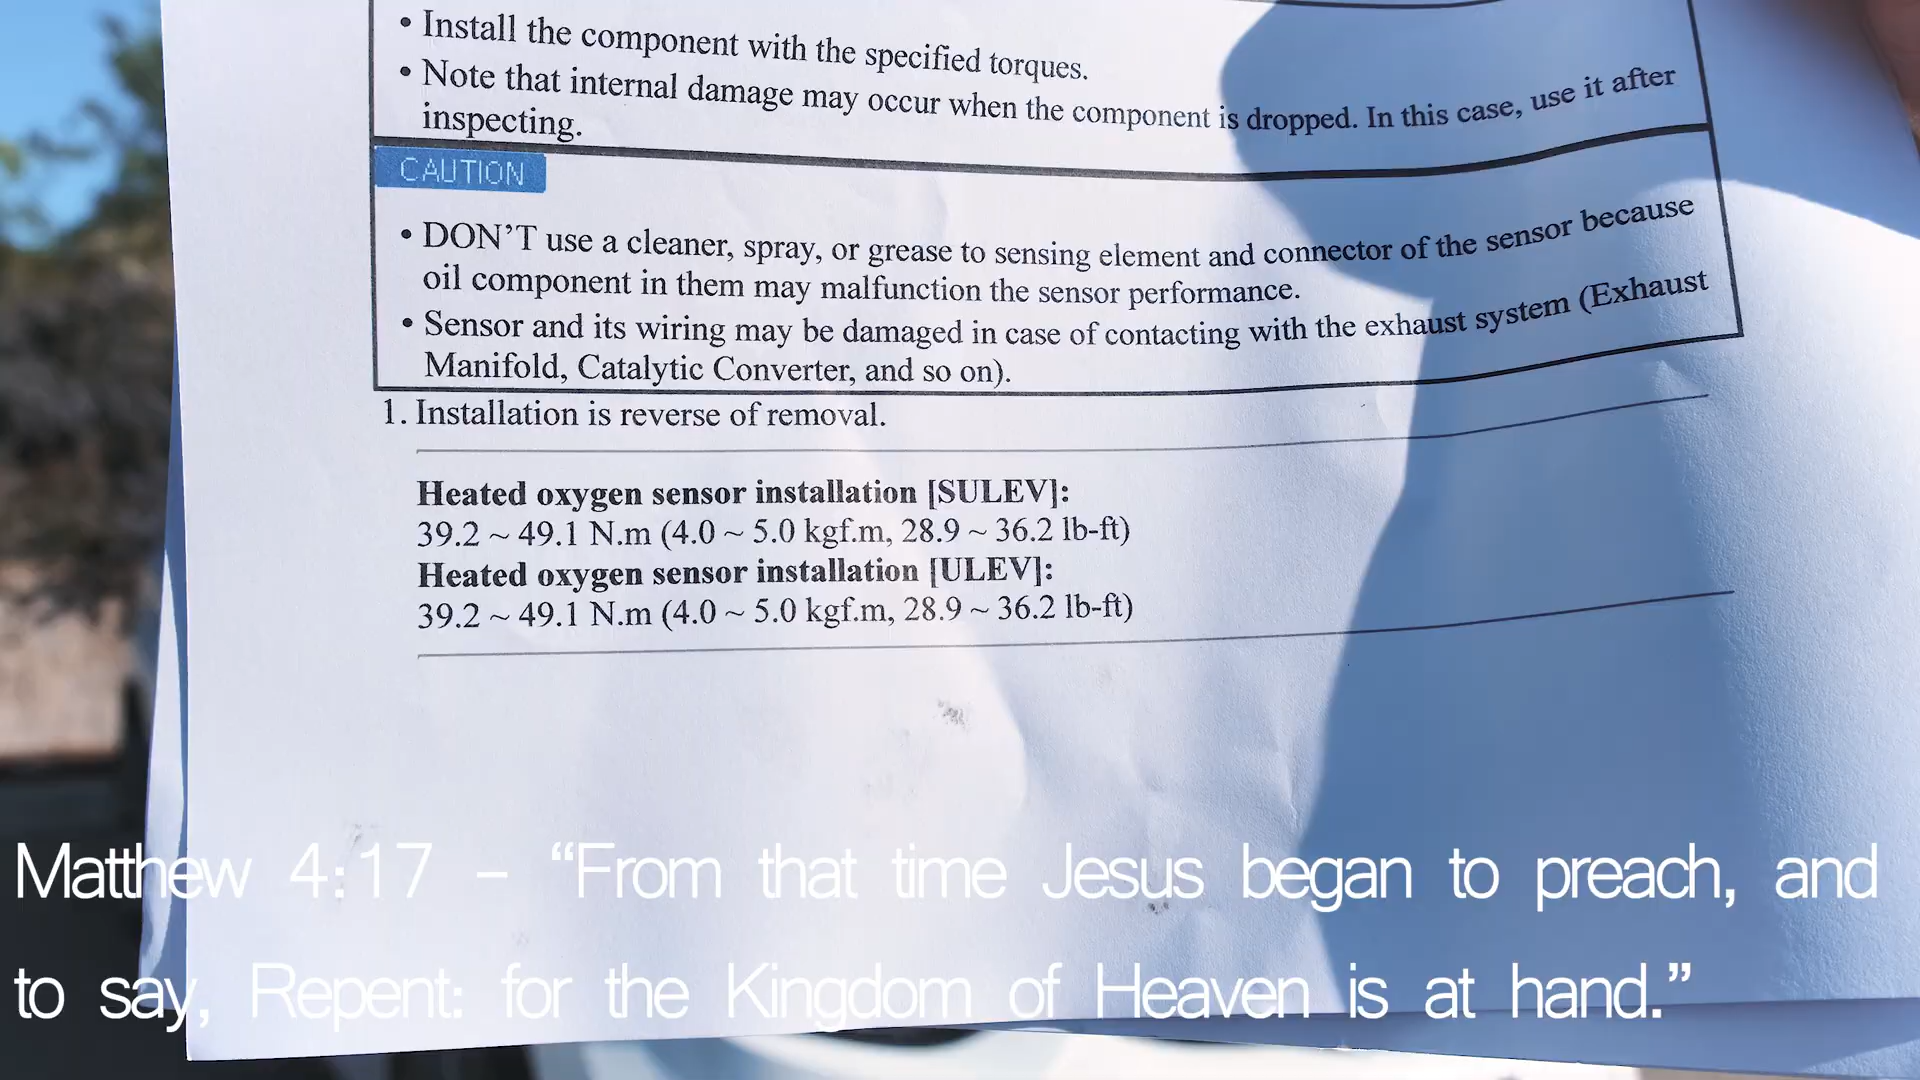 • Install the component with the specified torques.
• Note that internal damage may occur when the component is dropped. In this case, use it after
inspecting.
CAUTION
• DON'T use a cleaner, spray, or grease to sensing element and connector of the sensor because
oil component in them may malfunction the sensor performance.
• Sensor and its wiring may be damaged in case of contacting with the exhaust system (Exhaust
Manifold, Catalytic Converter, and so on).
1. Installation is reverse of removal.
Heated oxygen sensor installation [SULEV]:
39.2 ~ 49.1 N.m (4.0 ~ 5.0 kgf.m, 28.9 ~ 36.2 lb-ft)
Heated oxygen sensor installation [ULEV]:
39.2 ~ 49.1 N.m (4.0 ~ 5.0 kgf.m, 28.9 ~ 36.2 lb-ft)
Matthew 4:17 – “From that time Jesus began to preach, and
to say, Repent: for the Kingdom of Heaven is at hand.”